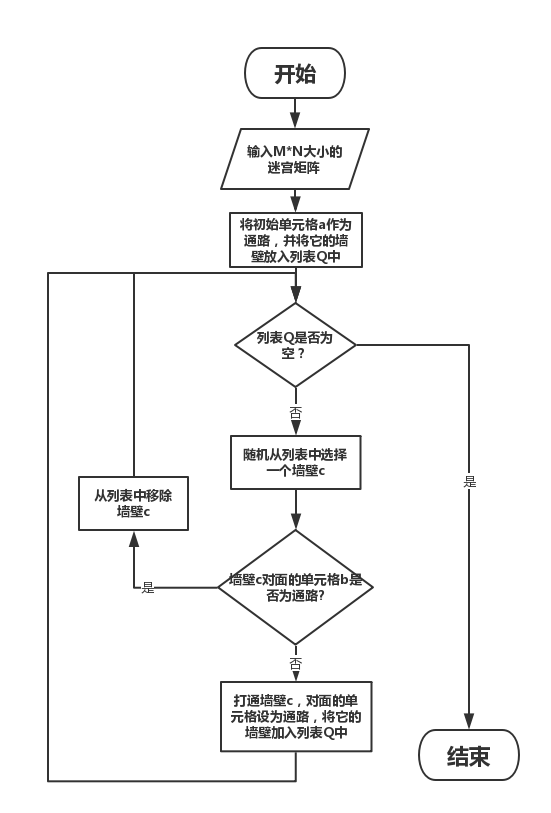 开始
输入M*N大小的
迷宫矩阵
将初始单元格a作为
通路，并将它的墙
壁放入列表Q中
列表Q是否为
空？
否
随机从列表中选择
一个墙壁c
是
从列表中移除
墙壁c
墙壁c对面的单元格b是
否为通路?
是
否
打通墙壁c，对面的单
元格设为通路，将它的
墙壁加入列表Q中
结束